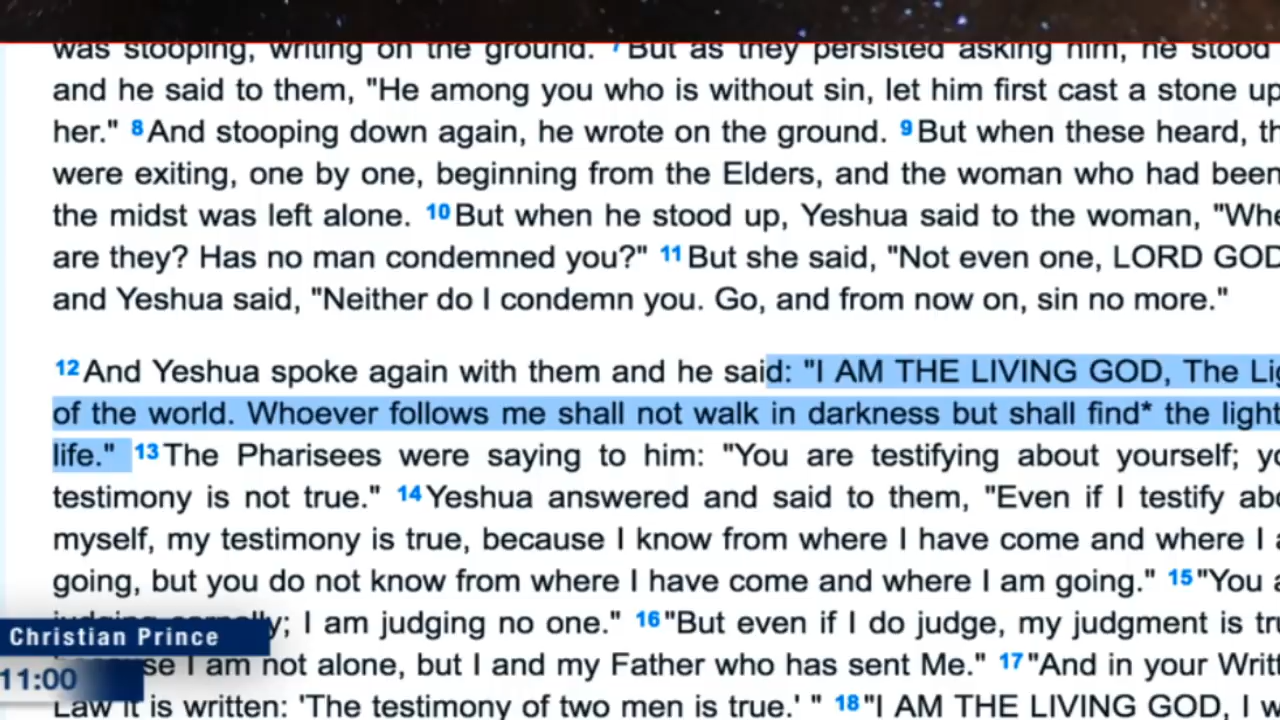 was stooping, writing on the ground. 7 But as they persisted asking him, he stood
and he said to them, "He among you who is without sin, let him first cast a stone up
her." 8 And stooping down again, he wrote on the ground. 9 But when these heard, th
were exiting, one by one, beginning from the Elders, and the woman who had been
the midst was left alone. 10 But when he stood up, Yeshua said to the woman, "Whe
are they? Has no man condemned you?" 11 But she said, "Not even one, LORD GOD
and Yeshua said, "Neither do I condemn you. Go, and from now on, sin no more."
12 And Yeshua spoke again with them and he said: "I AM THE LIVING GOD, The Lig
of the world. Whoever follows me shall not walk in darkness but shall find* the light
life." 13 The Pharisees were saying to him: "You are testifying about yourself; yo
testimony is not true." 14 Yeshua answered and said to them, "Even if I testify abo
myself, my testimony is true, because I know from where I have come and where I a
going, but you do not know from where I have come and where I am going." 15 "You a
I am judging no one." 16 "But even if I do judge, my judgment is tru
Christian Prince
I am not alone, but I and my Father who has sent Me." 17 "And in your Writt
11:00
Law it is written: 'The testimony of two men is true.' " 18 "I AM THE LIVING GOD, I w